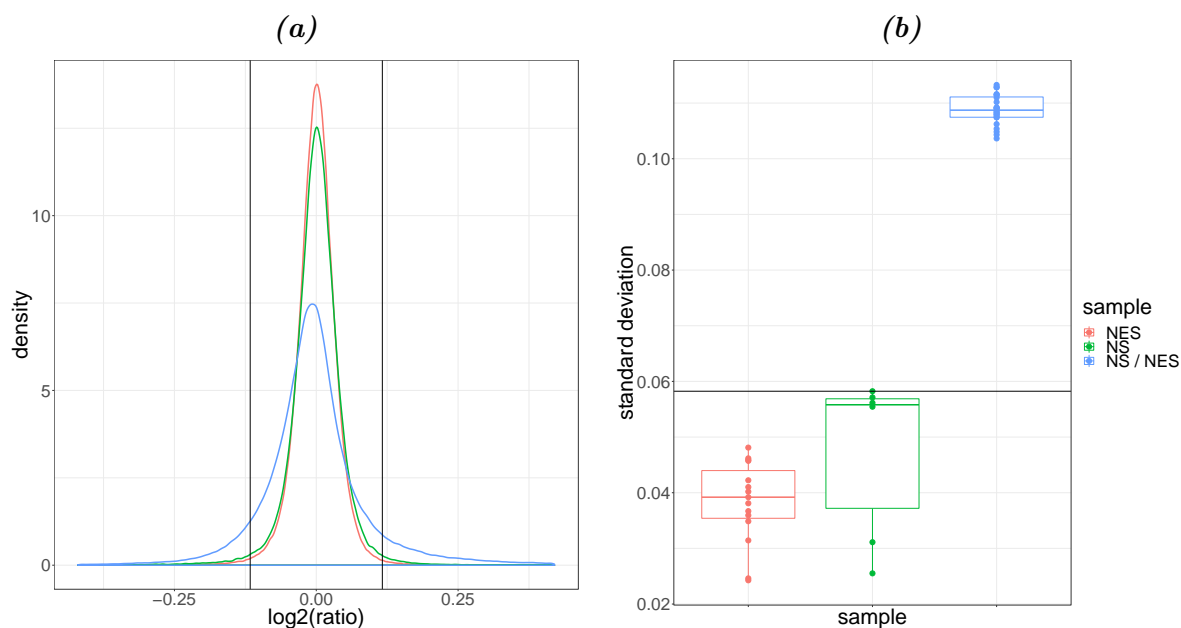 (a)
density
10
5
0
−0.25
0.00
0.25
log2(ratio)
(b)
standard deviation
0.10
0.08
0.06
0.04
0.02
sample
sample
NES
NS
NS / NES